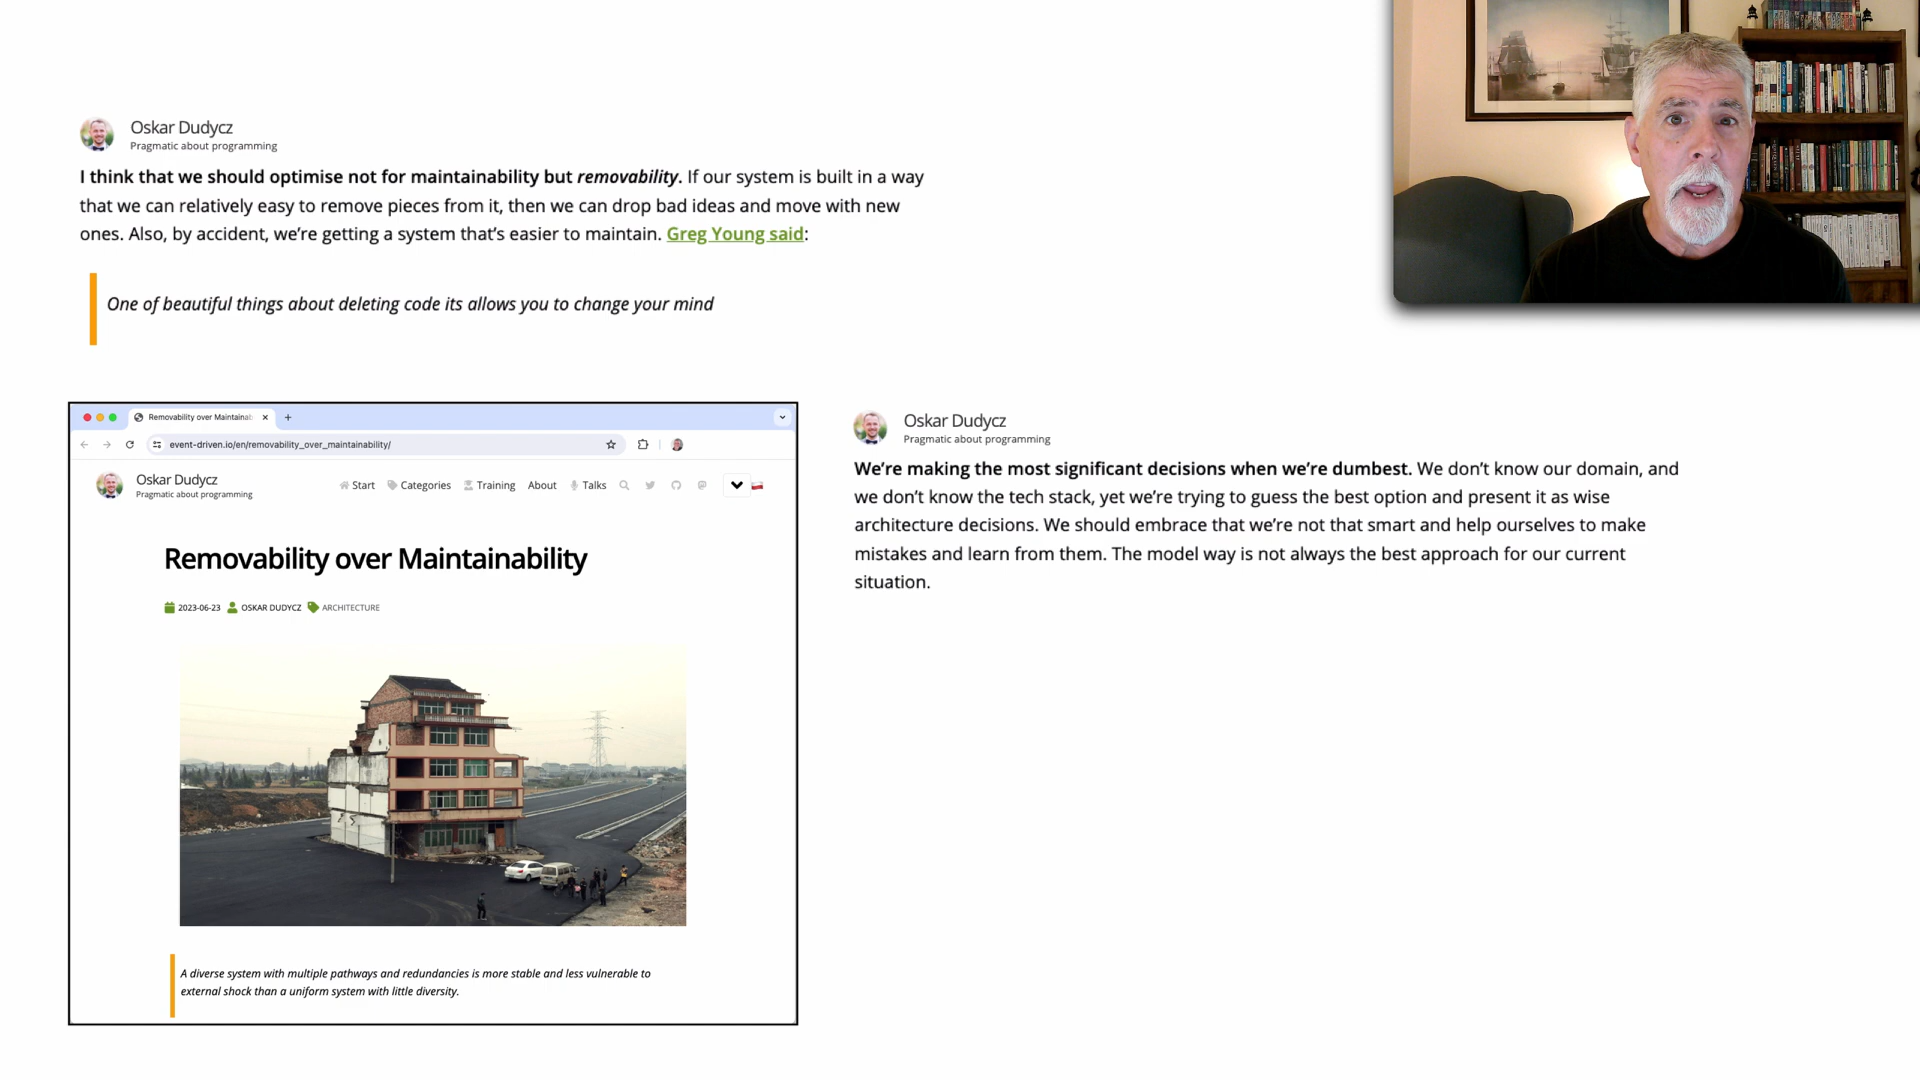 Oskar Dudycz
Pragmatic about programming
I think that we should optimise not for maintainability but removability. If our system is built in a way
that we can relatively easy to remove pieces from it, then we can drop bad ideas and move with new
ones. Also, by accident, we’re getting a system that’s easier to maintain. Greg Young said:
One of beautiful things about deleting code its allows you to change your mind
Removability over Maintainab
event-driven.io/en/removability_over_maintainability/
Oskar Dudycz
Pragmatic about programming
Start Categories Training About Talks
Removability over Maintainability
2023-06-23 OSKAR DUDYCZ ARCHITECTURE
A diverse system with multiple pathways and redundancies is more stable and less vulnerable to
external shock than a uniform system with little diversity.
Oskar Dudycz
Pragmatic about programming
We’re making the most significant decisions when we’re dumbest. We don’t know our domain, and
we don’t know the tech stack, yet we’re trying to guess the best option and present it as wise
architecture decisions. We should embrace that we’re not that smart and help ourselves to make
mistakes and learn from them. The model way is not always the best approach for our current
situation.